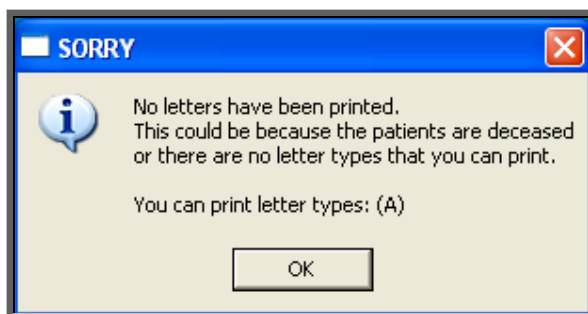 SORRY
No letters have been printed.
This could be because the patients are deceased
or there are no letter types that you can print.
You can print letter types: (A)
OK